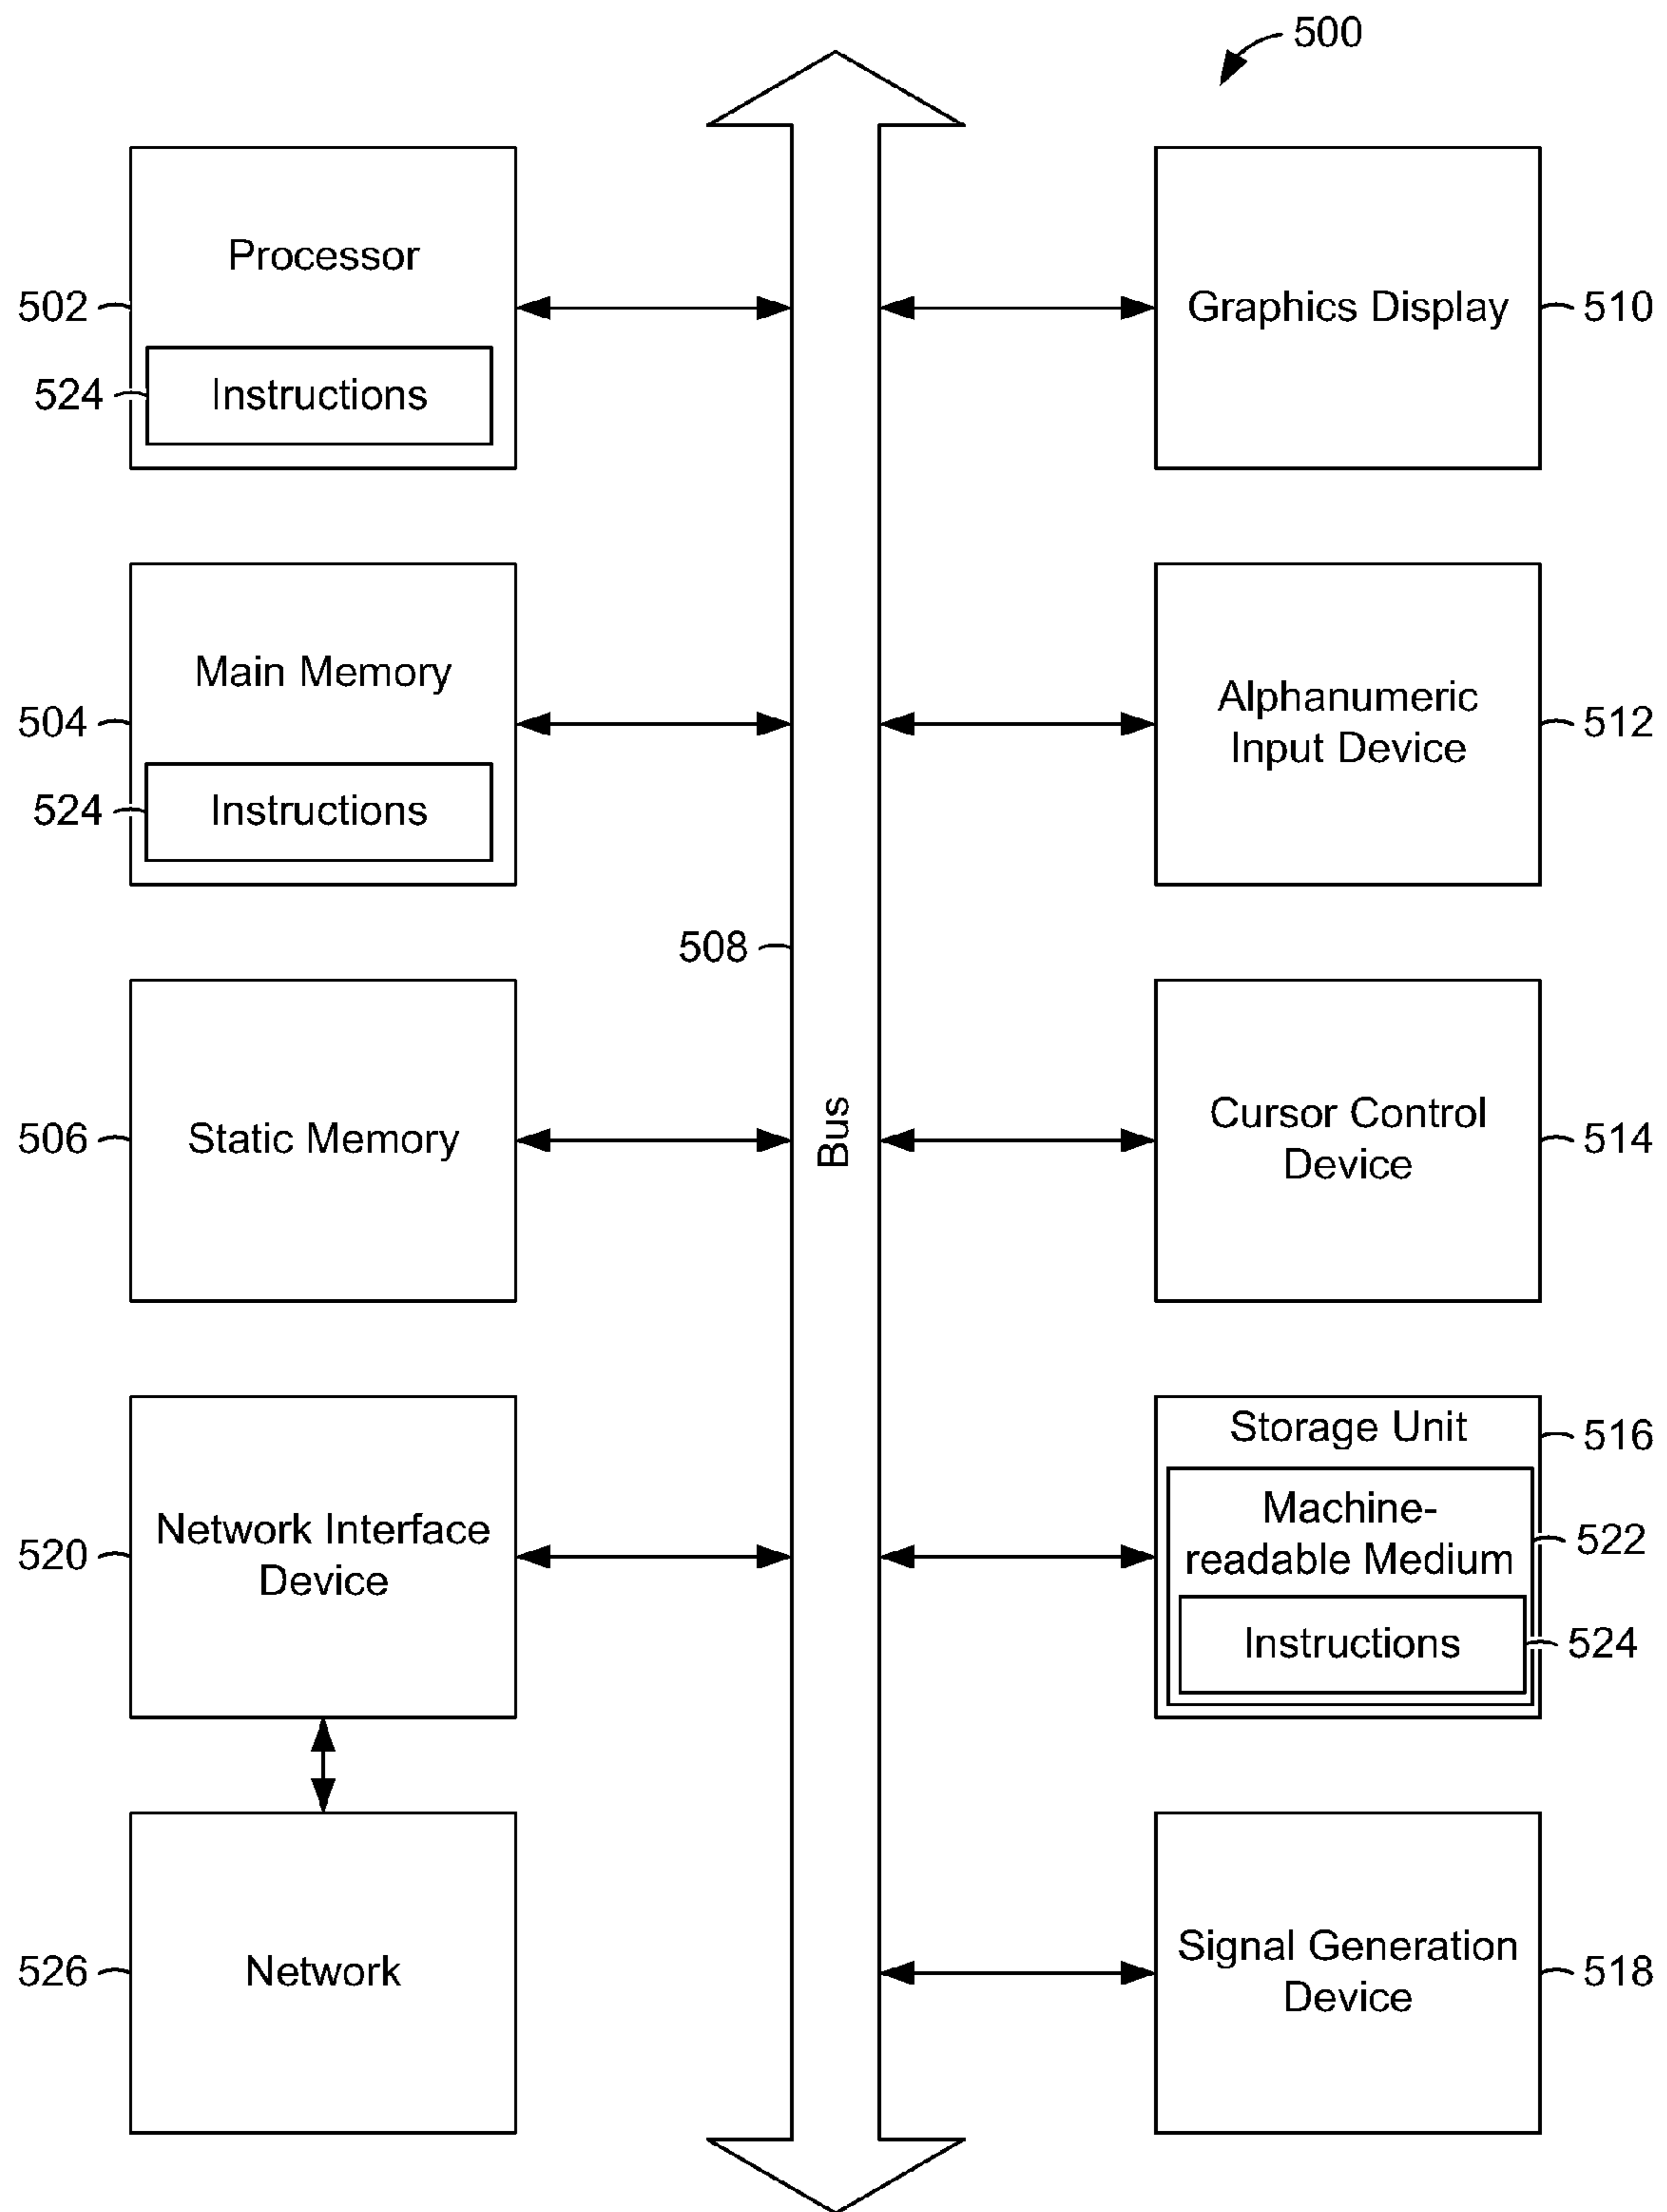 500
Processor
502
524
Instructions
Graphics Display
510
Main Memory
504
524
Instructions
Alphanumeric
Input Device
512
508
Bus
506
Static Memory
Cursor Control
Device
514
520
Network Interface
Device
Storage Unit
516
Machine-
readable Medium
522
Instructions
524
526
Network
Signal Generation
Device
518